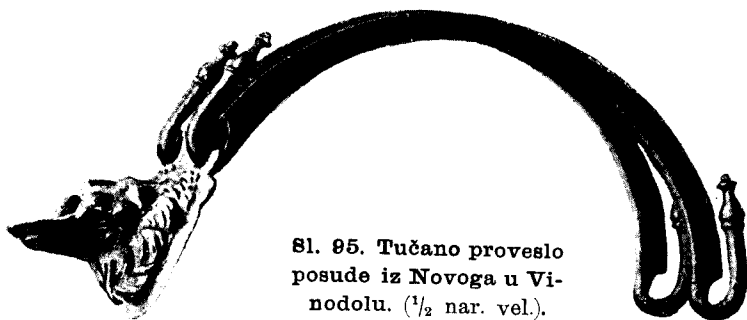 Sl. 95. Tučano proveslo
posude iz Novoga u Vi-
nodolu. (¹/₂ nar. vel.).